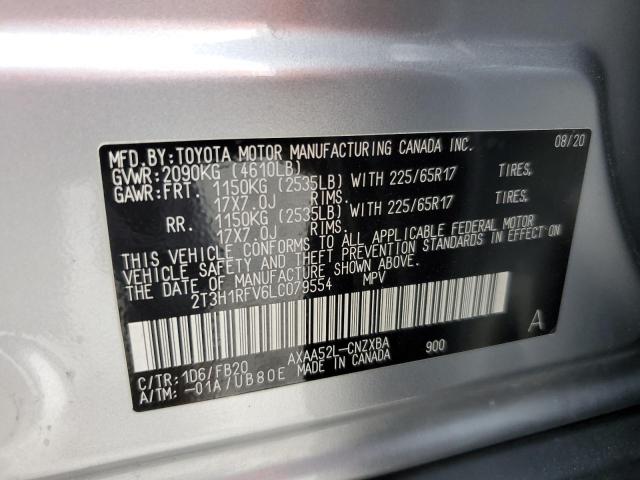 MFD.BY:TOYOTA MOTOR MANUFACTURING CANADA INC. 08/20
GVWR:2090KG (4610LB)
GAWR:FRT. 1150KG (2535LB) WITH 225/65R17 TIRES.
17X7.0J RIMS.
RR. 1150KG (2535LB) WITH 225/65R17 TIRES.
17X7.0J RIMS.
THIS VEHICLE CONFORMS TO ALL APPLICABLE FEDERAL MOTOR
VEHICLE SAFETY AND THEFT PREVENTION STANDARDS IN EFFECT ON
THE DATE OF MANUFACTURE SHOWN ABOVE.
2T3H1RFV6LC079554 MPV
A
C/TR:1D6/FB20 AXAA52L-CNZXBA 900
A/TM:-01A/UB80E MADE IN CANADA